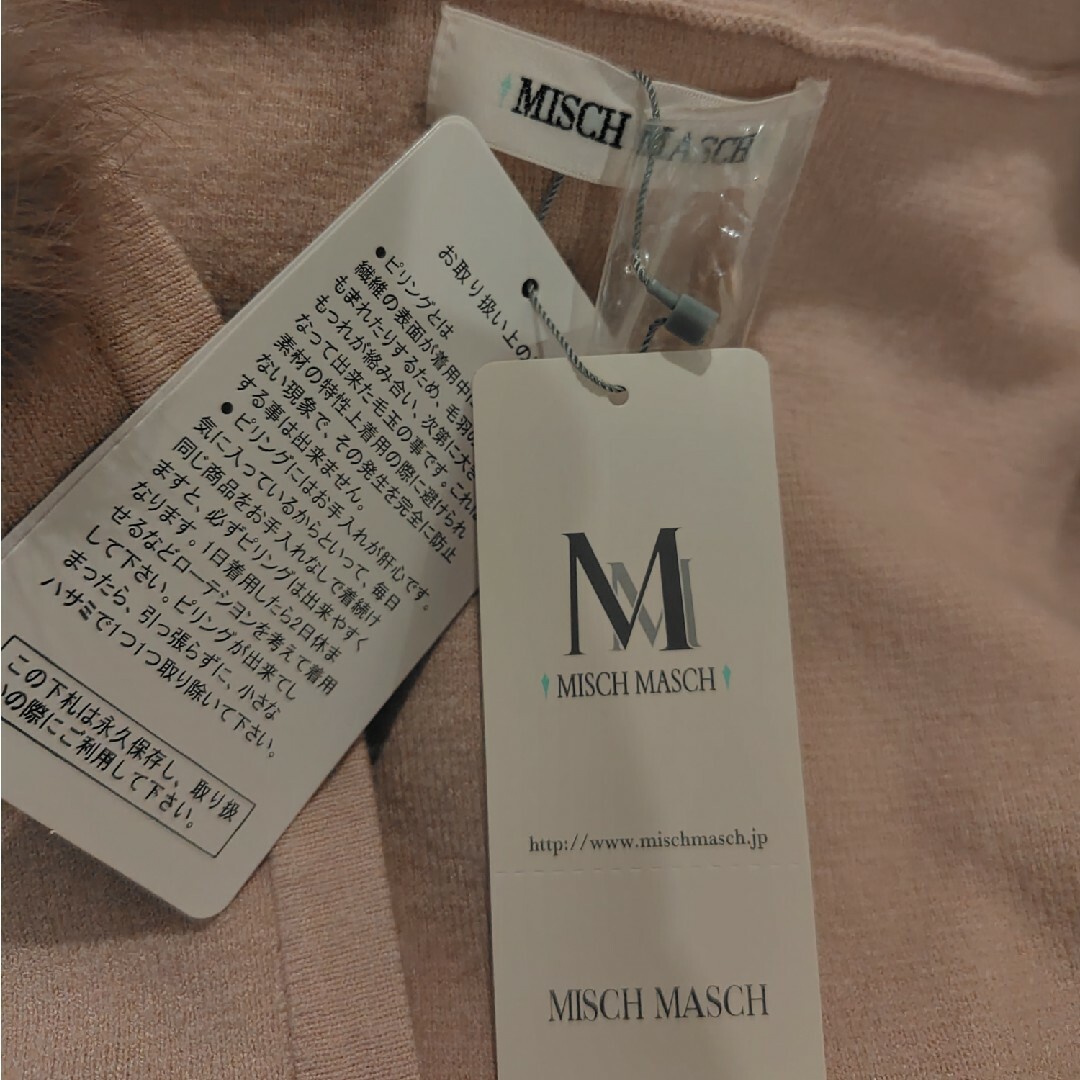 MISCH MASCH
お取り扱い上の
●ピリングとは
繊維の表面が着用中に
もまれたりするため、毛羽の
もつれが絡み合い、次第に大き
なって出来た毛玉の事です。これは
素材の特性上着用の際に避けられ
ない現象で、その発生を完全に防止
する事は出来ません。
●ピリングにはお手入れが肝心です。
気に入っているからといって、毎日
同じ商品をお手入れなしで着続け
ますと、必ずピリングは出来やすく
なります。1日着用したら2日休ま
せるなどローテションを考えて着用
して下さい。ピリングが出来てし
まったら、引っ張らずに、小さな
ハサミで1つ1つ取り除いて下さい。
この下札は永久保存し、取り扱
いの際にご利用して下さい。
MM
MISCH MASCH
http://www.mischmasch.jp
MISCH MASCH